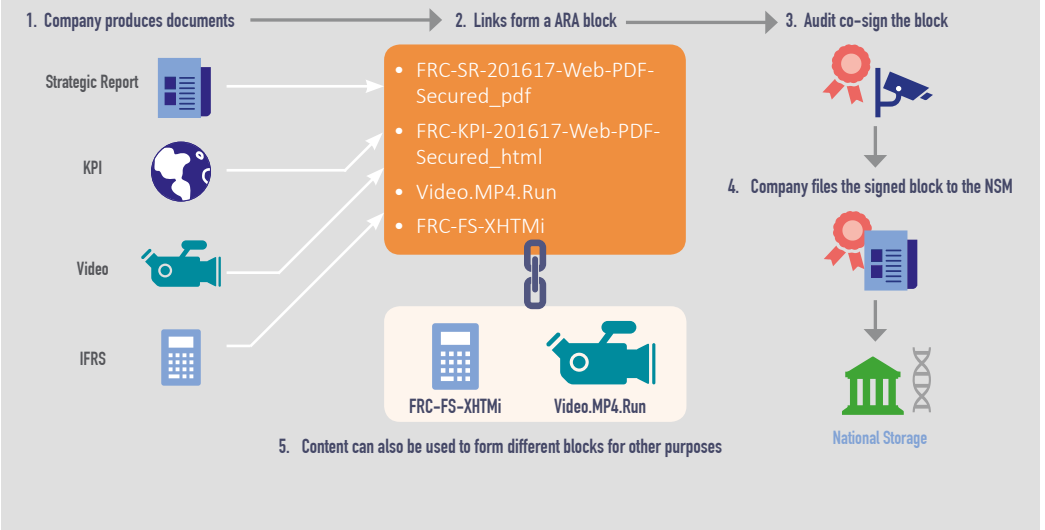 1. Company produces documents
2. Links form a ARA block
3. Audit co-sign the block
Strategic Report
KPI
Video
IFRS
• FRC-SR-201617-Web-PDF-
Secured_pdf
• FRC-KPI-201617-Web-PDF-
Secured_html
• Video.MP4.Run
• FRC-FS-XHTMi
4. Company files the signed block to the NSM
FRC-FS-XHTMi
Video.MP4.Run
National Storage
5. Content can also be used to form different blocks for other purposes